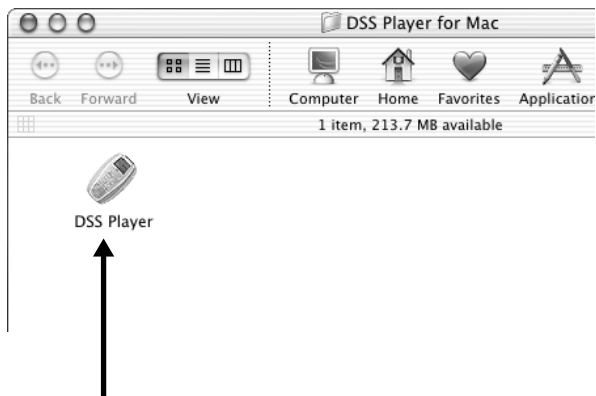 DSS Player for Mac
Back Forward View Computer Home Favorites Application
1 item, 213.7 MB available
DSS Player